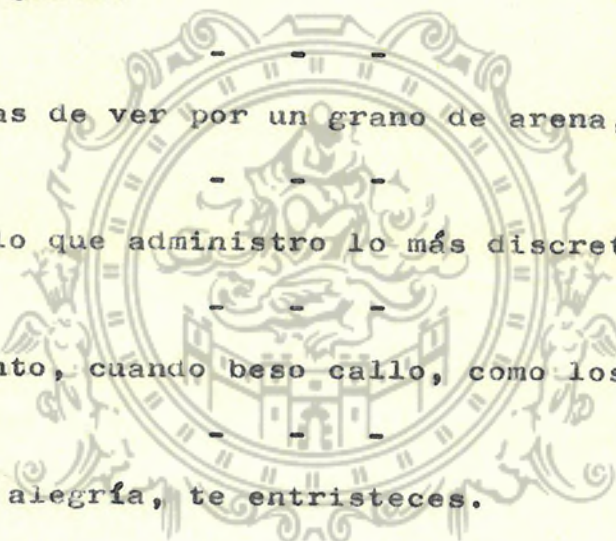 - - -
as de ver por un grano de arena.
- - -
lo que administro lo más discret
- - -
nto, cuando beso callo, como los
- - -
alegría, te entristeces.